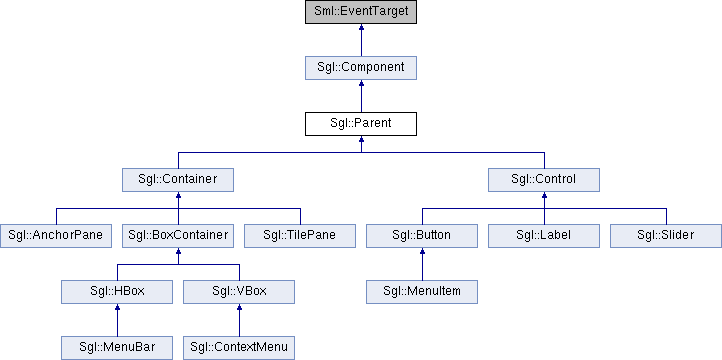 Sml::EventTarget
Sgl::Component
Sgl::Parent
Sgl::Container
Sgl::Control
Sgl::AnchorPane
Sgl::BoxContainer
Sgl::TilePane
Sgl::Button
Sgl::Label
Sgl::Slider
Sgl::HBox
Sgl::VBox
Sgl::MenuItem
Sgl::MenuBar
Sgl::ContextMenu